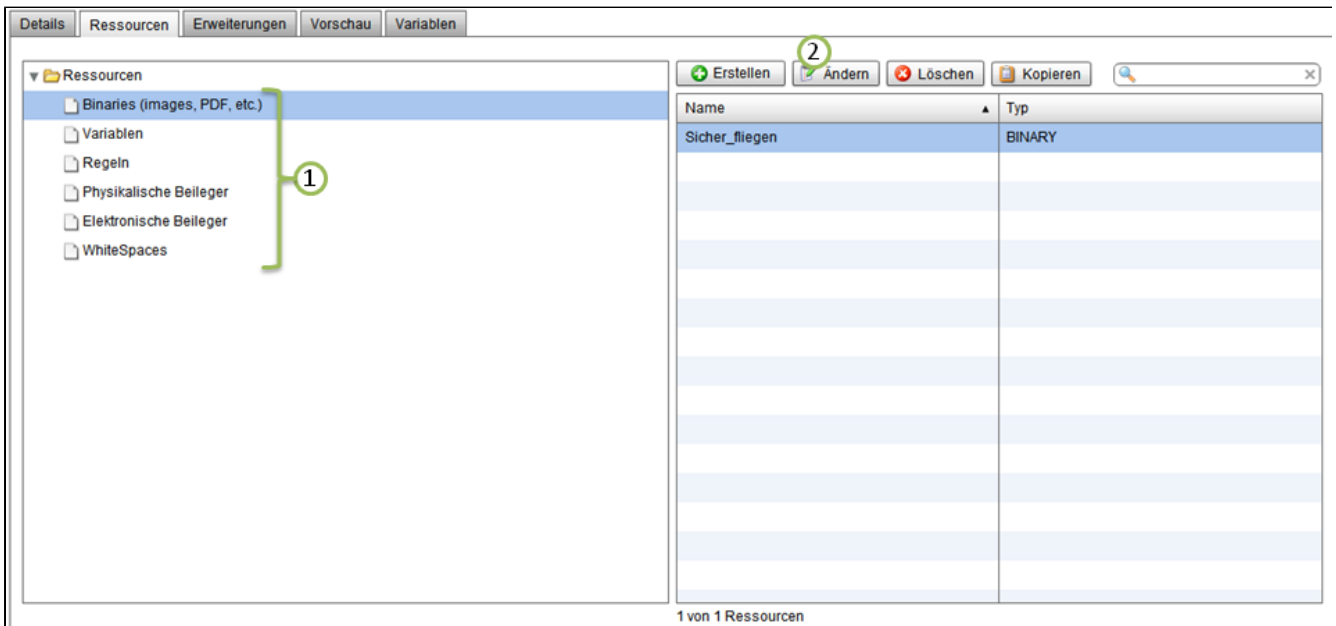 Details Ressourcen Erweiterungen Vorschau Variablen
Ressourcen
Binaries (images, PDF, etc.)
Variablen
Regeln
Physikalische Beileger
Elektronische Beileger
WhiteSpaces
1
2
Erstellen Ändern Löschen Kopieren
Name Typ
Sicher_fliegen BINARY
1 von 1 Ressourcen